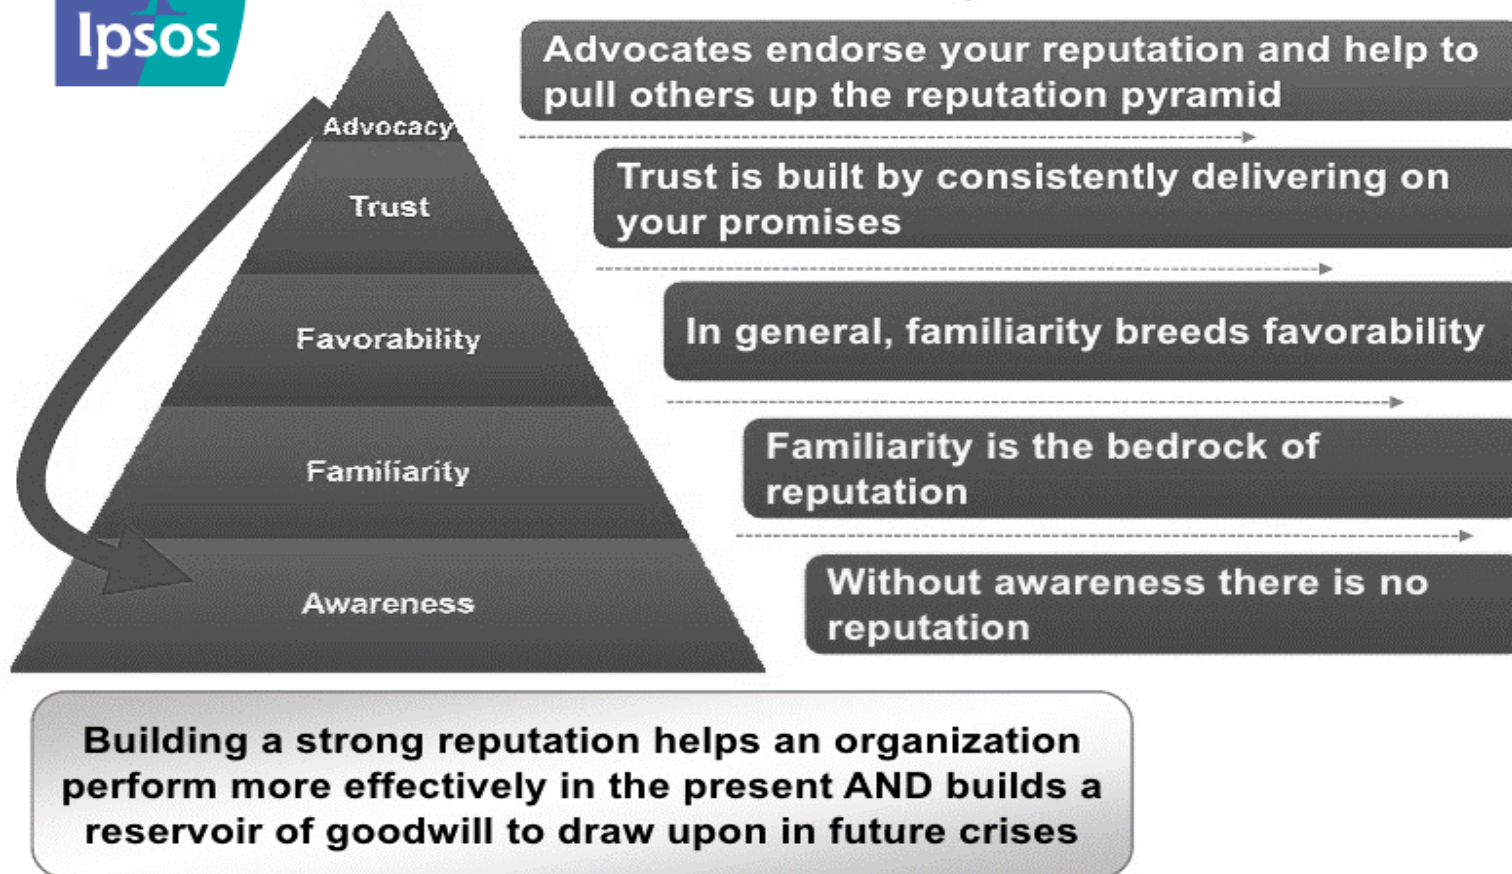 Ipsos
Advocates endorse your reputation and help to
pull others up the reputation pyramid
Advocacy
Trust is built by consistently delivering on
your promises
Trust
In general, familiarity breeds favorability
Favorability
Familiarity is the bedrock of
reputation
Familiarity
Without awareness there is no
reputation
Awareness
Building a strong reputation helps an organization
perform more effectively in the present AND builds a
reservoir of goodwill to draw upon in future crises